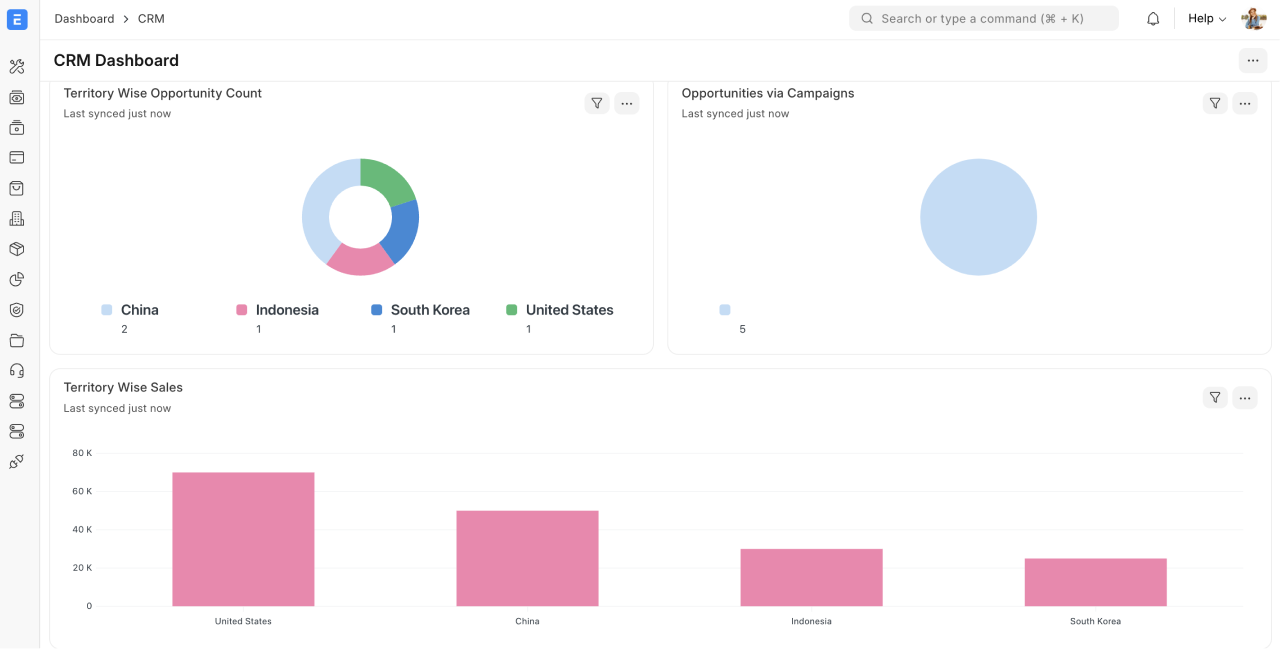 Dashboard > CRM
Search or type a command (⌘ + K)
Help
CRM Dashboard
...
Territory Wise Opportunity Count
Last synced just now
...
China
2
Indonesia
1
South Korea
1
United States
1
Opportunities via Campaigns
Last synced just now
...
5
Territory Wise Sales
Last synced just now
...
80 K
60 K
40 K
20 K
0
United States
China
Indonesia
South Korea